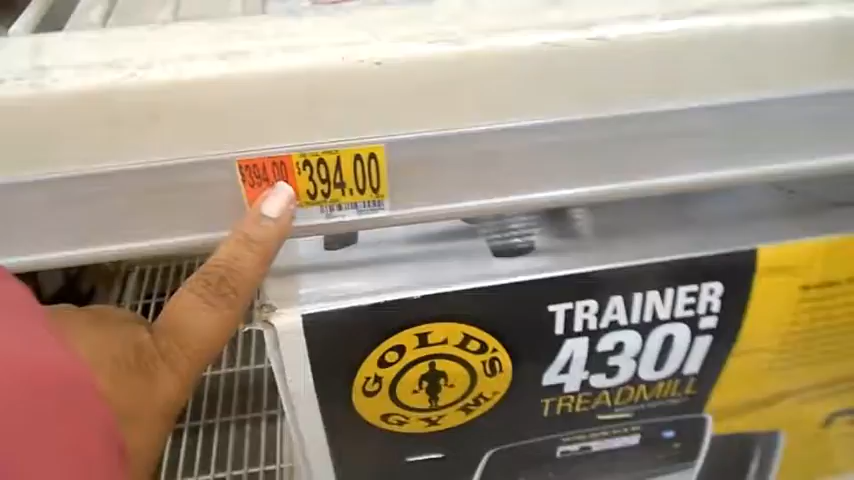 $394.00
$394.00
GOLD'S
GYM
TRAINER
430i
TREADMILL